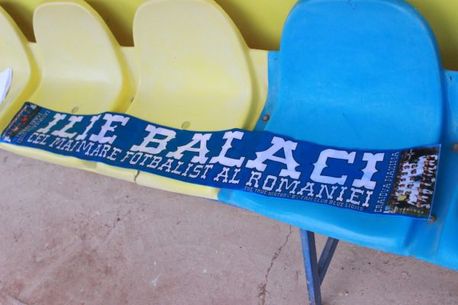 ILIE BALACI
CEL MAI MARE FOTBALIST AL ROMANIEI